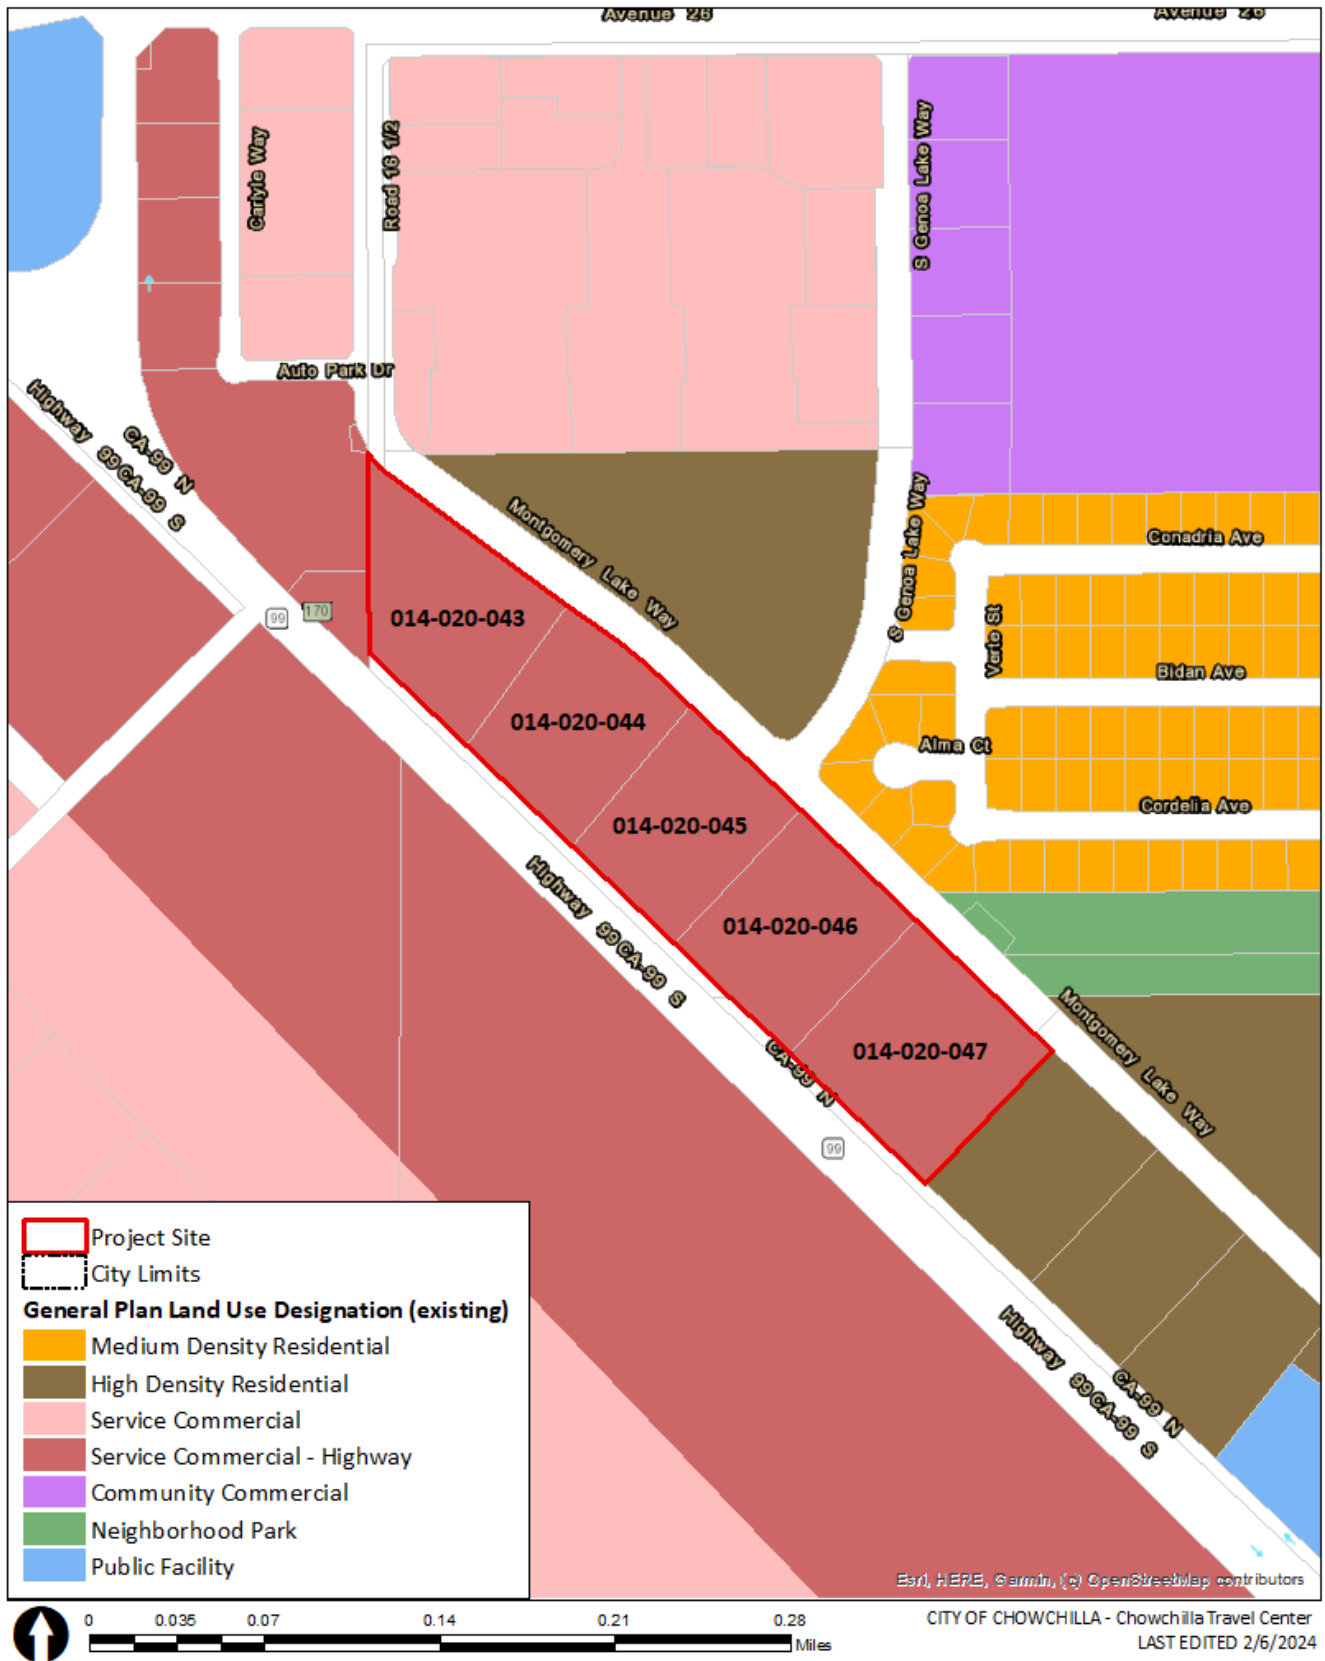 Avenue 26
Avenue 26
Carlyle Way
Road 16 1/2
S Genoa Lake Way
Auto Park Dr
Highway 99
CA-99 N
CA-99 S
Montgomery Lake Way
S Genoa Lake Way
Conadria Ave
Verte St
Bidan Ave
Alma Ct
Cordelia Ave
99
170
014-020-043
014-020-044
014-020-045
014-020-046
014-020-047
Highway 99
CA-99 S
CA-99 N
99
Montgomery Lake Way
Highway 99
CA-99 S
CA-99 N
Project Site
City Limits
General Plan Land Use Designation (existing)
Medium Density Residential
High Density Residential
Service Commercial
Service Commercial - Highway
Community Commercial
Neighborhood Park
Public Facility
Esri, HERE, Garmin, (c) OpenStreetMap contributors
0 0.035 0.07 0.14 0.21 0.28
Miles
CITY OF CHOWCHILLA - Chowchilla Travel Center
LAST EDITED 2/6/2024